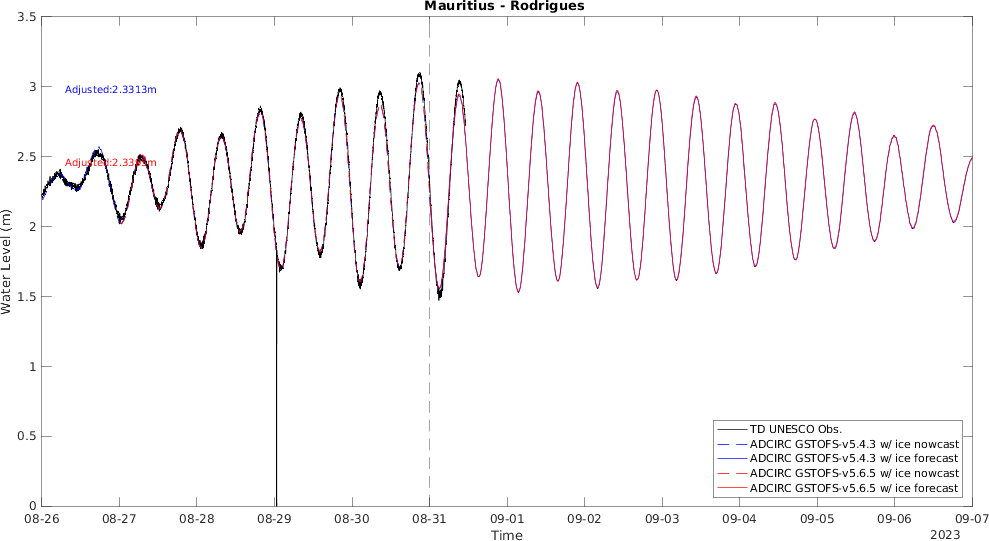 Mauritius - Rodrigues
3.5
3
2.5
2
1.5
1
0.5
0
Water Level (m)
Adjusted:2.3313m
08-26
08-27
08-28
08-29
08-30
08-31
09-01
09-02
09-03
09-04
09-05
09-06
09-07
Time
2023
TD UNESCO Obs.
ADCIRC GSTOFS-v5.4.3 w/ ice nowcast
ADCIRC GSTOFS-v5.4.3 w/ ice forecast
ADCIRC GSTOFS-v5.6.5 w/ ice nowcast
ADCIRC GSTOFS-v5.6.5 w/ ice forecast